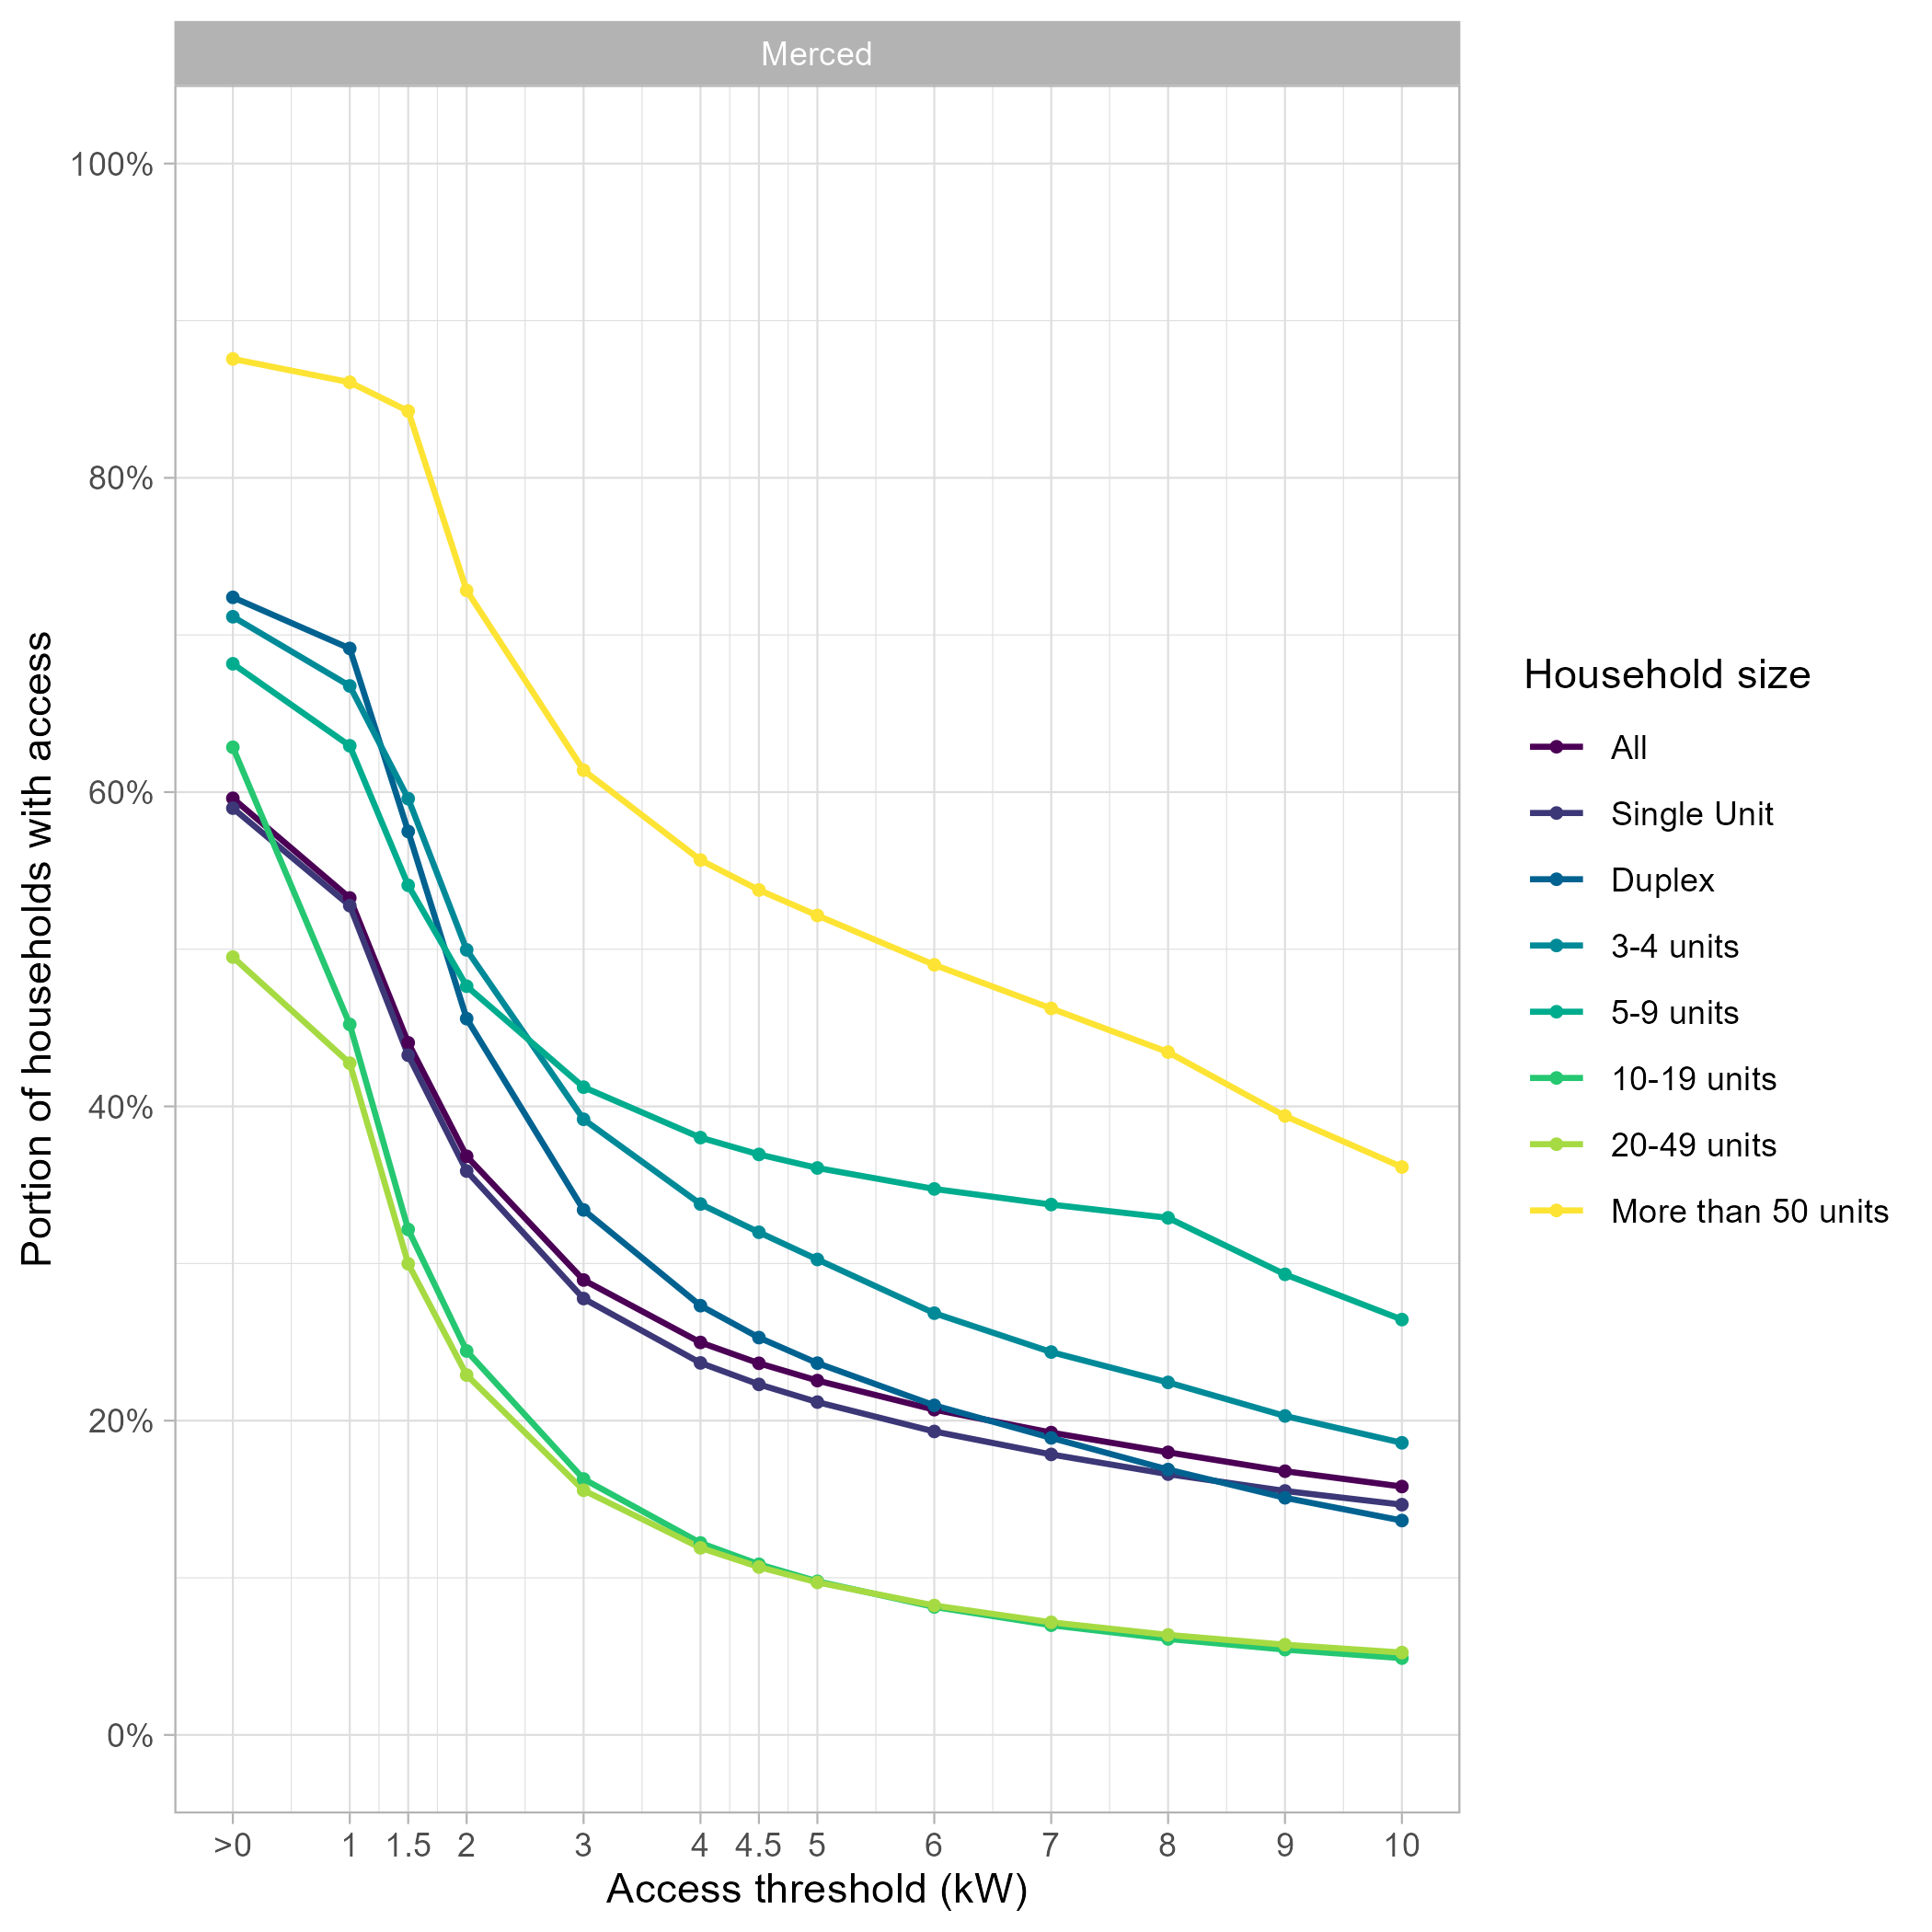 Merced
100%
80%
60%
40%
20%
0%
Portion of households with access
>0 1 1.5 2 3 4 4.5 5 6 7 8 9 10
Access threshold (kW)
Household size
All
Single Unit
Duplex
3-4 units
5-9 units
10-19 units
20-49 units
More than 50 units